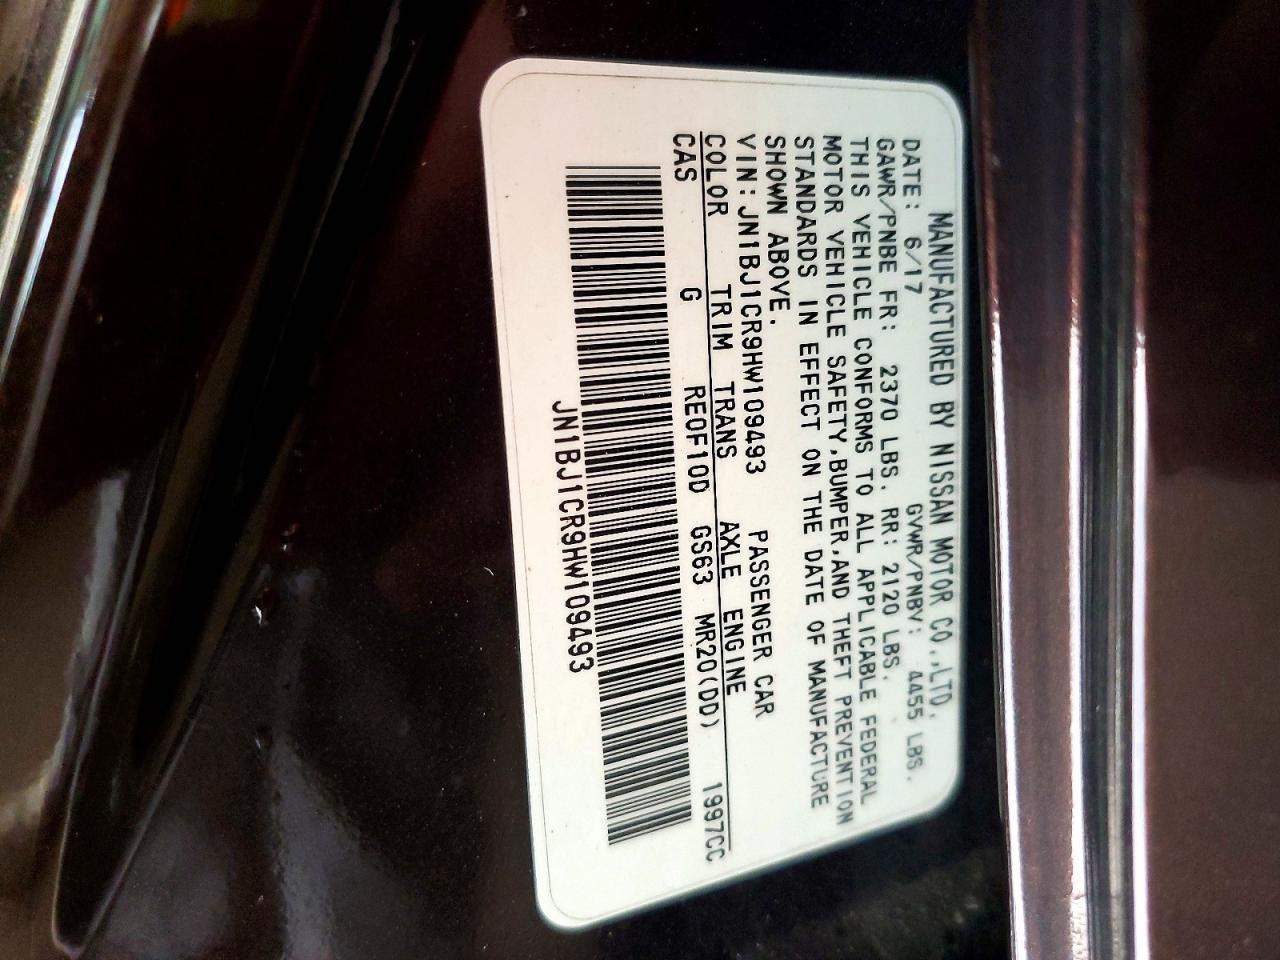 MANUFACTURED BY NISSAN MOTOR CO.,LTD.
DATE: 6/17 GVWR/PNBV: 4455 LBS.
GAWR/PNBE FR: 2370 LBS. RR: 2120 LBS.
THIS VEHICLE CONFORMS TO ALL APPLICABLE FEDERAL
MOTOR VEHICLE SAFETY,BUMPER,AND THEFT PREVENTION
STANDARDS IN EFFECT ON THE DATE OF MANUFACTURE
SHOWN ABOVE.
VIN:JN1BJ1CR9HW109493 PASSENGER CAR
COLOR TRIM TRANS AXLE ENGINE
CAS G RE0F10D GS63 MR20(DD) 1997CC
JN1BJ1CR9HW109493